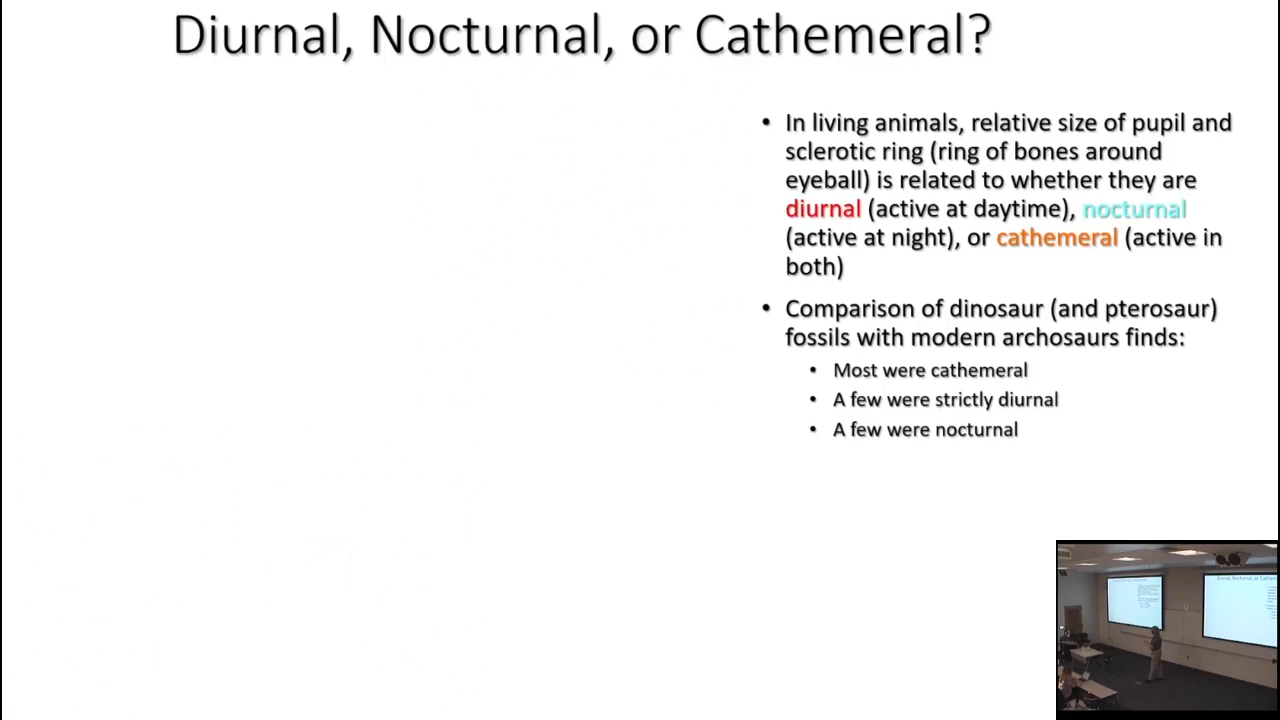 Diurnal, Nocturnal, or Cathemeral?
• In living animals, relative size of pupil and
sclerotic ring (ring of bones around
eyeball) is related to whether they are
diurnal (active at daytime), nocturnal
(active at night), or cathemeral (active in
both)
• Comparison of dinosaur (and pterosaur)
fossils with modern archosaurs finds:
• Most were cathemeral
• A few were strictly diurnal
• A few were nocturnal